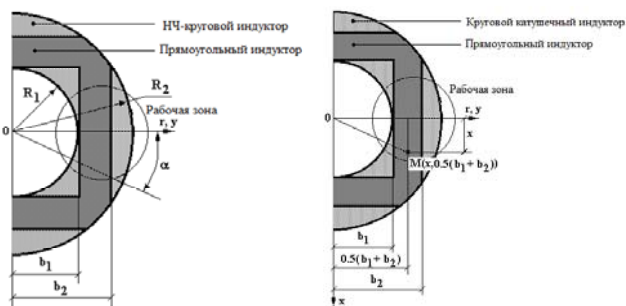 НЧ-круговой индуктор
Прямоугольный индуктор
R₁
R₂
Рабочая зона
0
r, y
α
b₁
b₂
Круговой катушечный индуктор
Прямоугольный индуктор
Рабочая зона
0
r, y
x
M(x,0.5(b₁+b₂))
b₁
0.5(b₁+b₂)
b₂
x